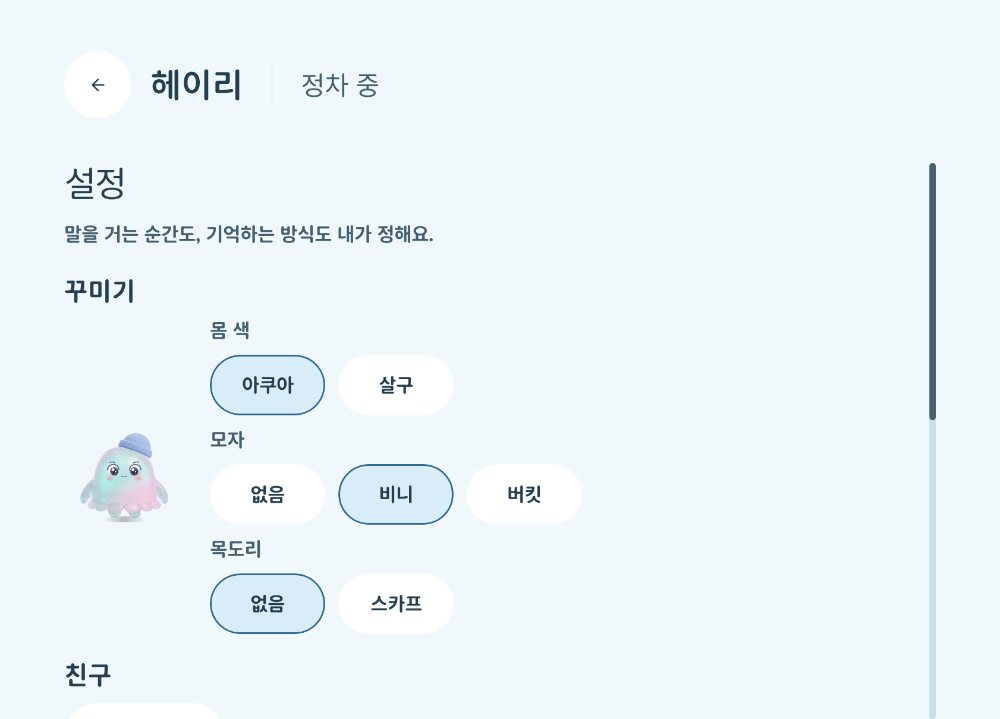 헤이리
정차 중
설정
말을 거는 순간도, 기억하는 방식도 내가 정해요.
꾸미기
몸 색
아쿠아
살구
모자
없음
비니
버킷
목도리
없음
스카프
친구